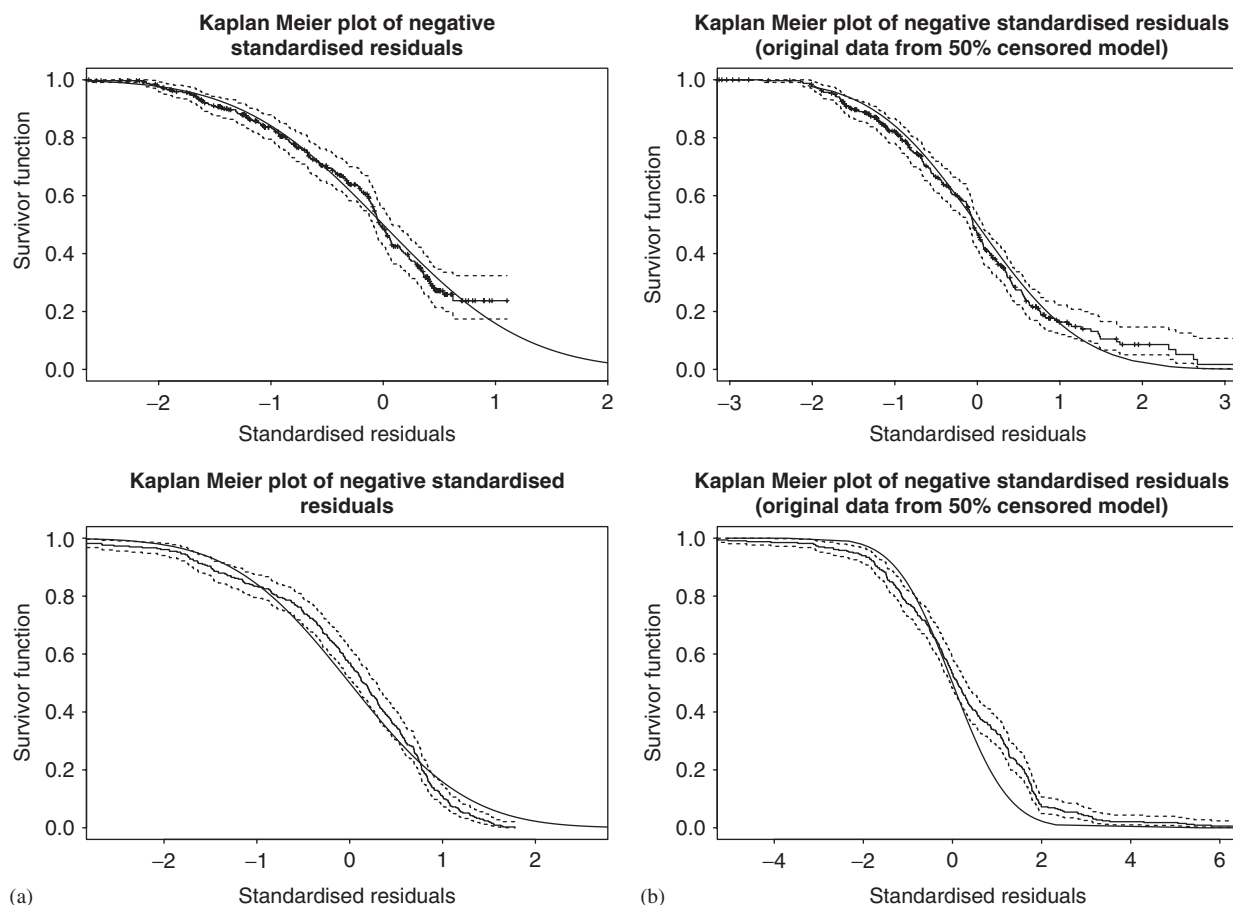 Kaplan Meier plot of negative
standardised residuals
1.0
0.8
0.6
0.4
0.2
0.0
Survivor function
−2
−1
0
1
2
Standardised residuals
Kaplan Meier plot of negative standardised residuals
(original data from 50% censored model)
1.0
0.8
0.6
0.4
0.2
0.0
Survivor function
−3
−2
−1
0
1
2
3
Standardised residuals
Kaplan Meier plot of negative standardised
residuals
1.0
0.8
0.6
0.4
0.2
0.0
Survivor function
−2
−1
0
1
2
Standardised residuals
(a)
Kaplan Meier plot of negative standardised residuals
(original data from 50% censored model)
1.0
0.8
0.6
0.4
0.2
0.0
Survivor function
−4
−2
0
2
4
6
Standardised residuals
(b)